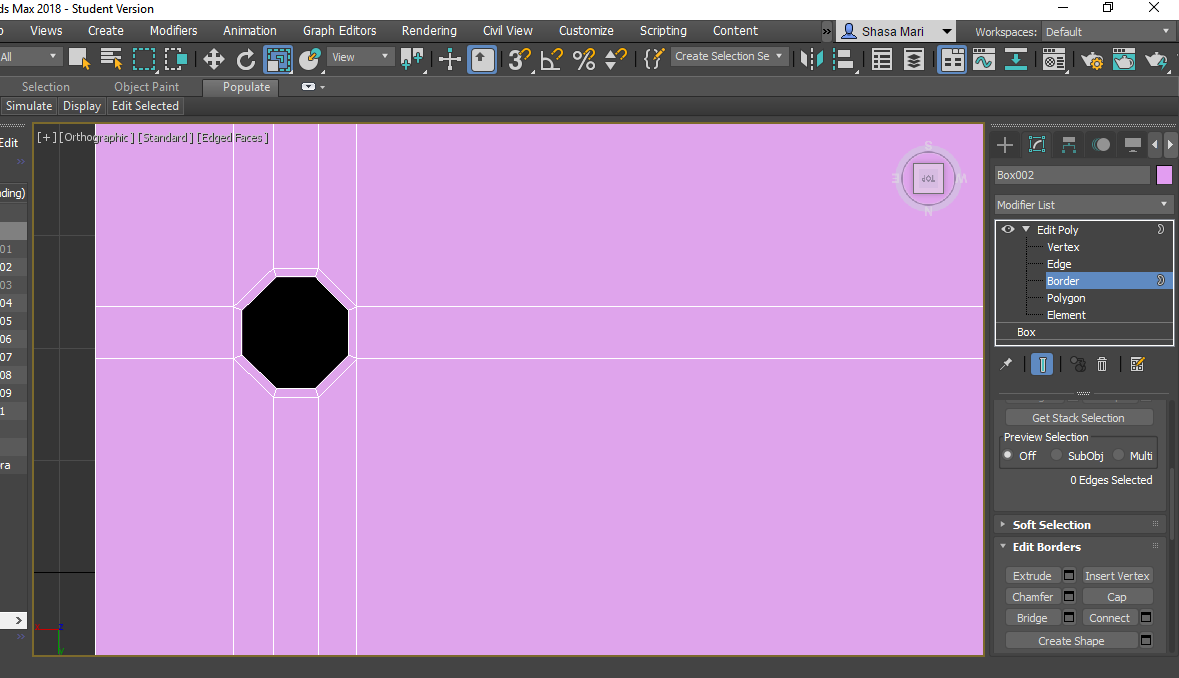 ds Max 2018 - Student Version
Views Create Modifiers Animation Graph Editors Rendering Civil View Customize Scripting Content » Shasa Mari Workspaces: Default
All View 3 Create Selection Se
Selection Object Paint Populate
Simulate Display Edit Selected
Edit
[+] [Orthographic ] [Standard ] [Edged Faces ]
S
E TOP W
N
ding)
01
02
03
04
05
06
07
08
09
1
ra
z
x
y
Box002
Modifier List
Edit Poly
Vertex
Edge
Border
Polygon
Element
Box
Get Stack Selection
Preview Selection
Off SubObj Multi
0 Edges Selected
Soft Selection
Edit Borders
Extrude Insert Vertex
Chamfer Cap
Bridge Connect
Create Shape